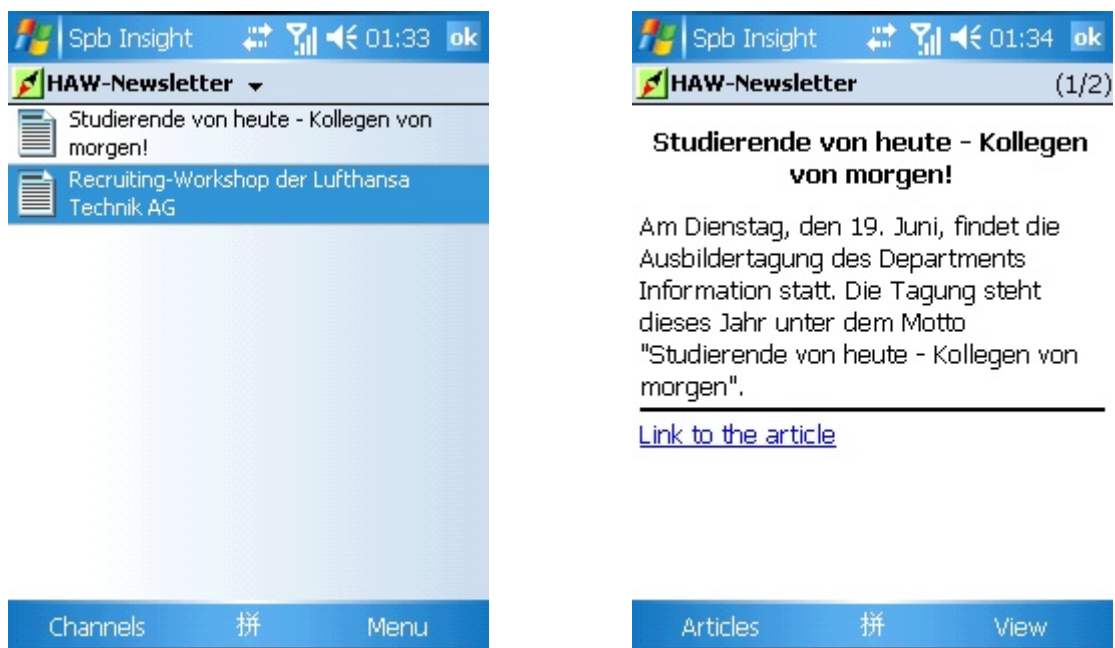 Spb Insight 01:33 ok
HAW-Newsletter
Studierende von heute - Kollegen von
morgen!
Recruiting-Workshop der Lufthansa
Technik AG
Channels 拼 Menu
Spb Insight 01:34 ok
HAW-Newsletter (1/2)
Studierende von heute - Kollegen
von morgen!
Am Dienstag, den 19. Juni, findet die
Ausbildertagung des Departments
Information statt. Die Tagung steht
dieses Jahr unter dem Motto
"Studierende von heute - Kollegen von
morgen".
Link to the article
Articles 拼 View